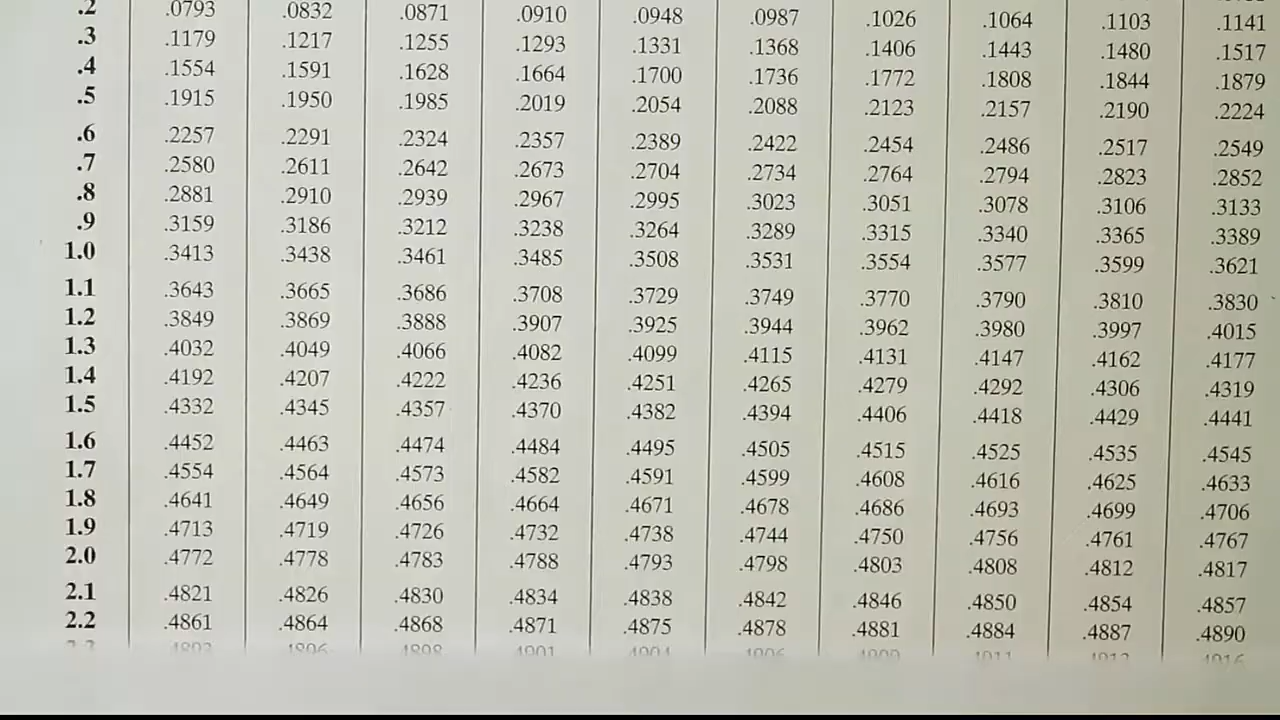 .2 .0793 .0832 .0871 .0910 .0948 .0987 .1026 .1064 .1103 .1141
.3 .1179 .1217 .1255 .1293 .1331 .1368 .1406 .1443 .1480 .1517
.4 .1554 .1591 .1628 .1664 .1700 .1736 .1772 .1808 .1844 .1879
.5 .1915 .1950 .1985 .2019 .2054 .2088 .2123 .2157 .2190 .2224
.6 .2257 .2291 .2324 .2357 .2389 .2422 .2454 .2486 .2517 .2549
.7 .2580 .2611 .2642 .2673 .2704 .2734 .2764 .2794 .2823 .2852
.8 .2881 .2910 .2939 .2967 .2995 .3023 .3051 .3078 .3106 .3133
.9 .3159 .3186 .3212 .3238 .3264 .3289 .3315 .3340 .3365 .3389
1.0 .3413 .3438 .3461 .3485 .3508 .3531 .3554 .3577 .3599 .3621
1.1 .3643 .3665 .3686 .3708 .3729 .3749 .3770 .3790 .3810 .3830
1.2 .3849 .3869 .3888 .3907 .3925 .3944 .3962 .3980 .3997 .4015
1.3 .4032 .4049 .4066 .4082 .4099 .4115 .4131 .4147 .4162 .4177
1.4 .4192 .4207 .4222 .4236 .4251 .4265 .4279 .4292 .4306 .4319
1.5 .4332 .4345 .4357 .4370 .4382 .4394 .4406 .4418 .4429 .4441
1.6 .4452 .4463 .4474 .4484 .4495 .4505 .4515 .4525 .4535 .4545
1.7 .4554 .4564 .4573 .4582 .4591 .4599 .4608 .4616 .4625 .4633
1.8 .4641 .4649 .4656 .4664 .4671 .4678 .4686 .4693 .4699 .4706
1.9 .4713 .4719 .4726 .4732 .4738 .4744 .4750 .4756 .4761 .4767
2.0 .4772 .4778 .4783 .4788 .4793 .4798 .4803 .4808 .4812 .4817
2.1 .4821 .4826 .4830 .4834 .4838 .4842 .4846 .4850 .4854 .4857
2.2 .4861 .4864 .4868 .4871 .4875 .4878 .4881 .4884 .4887 .4890